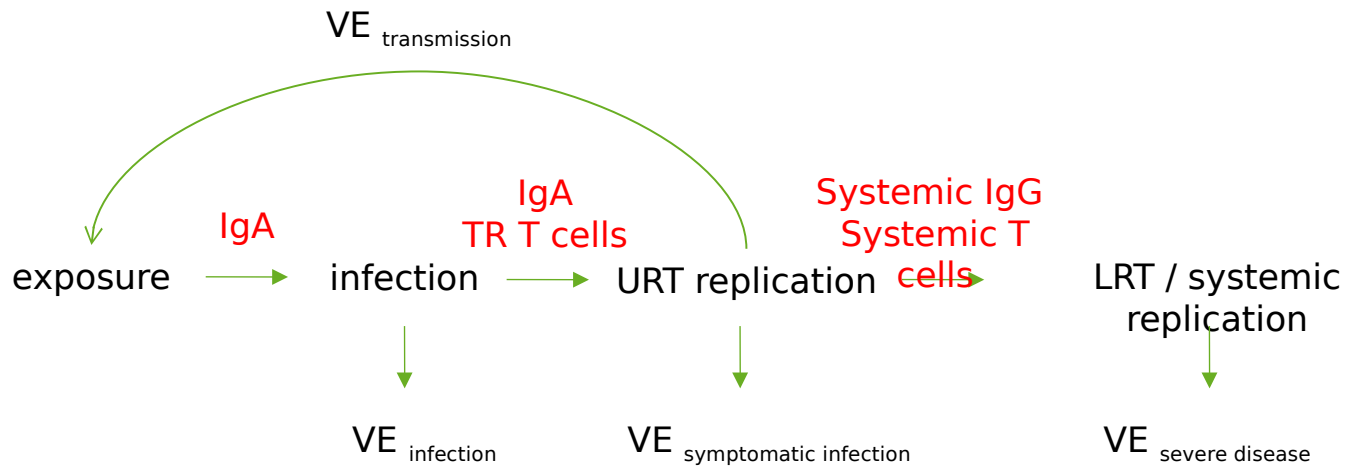 VE transmission
IgA
IgA
TR T cells
Systemic IgG
Systemic T
cells
exposure
infection
URT replication
LRT / systemic
replication
VE infection
VE symptomatic infection
VE severe disease